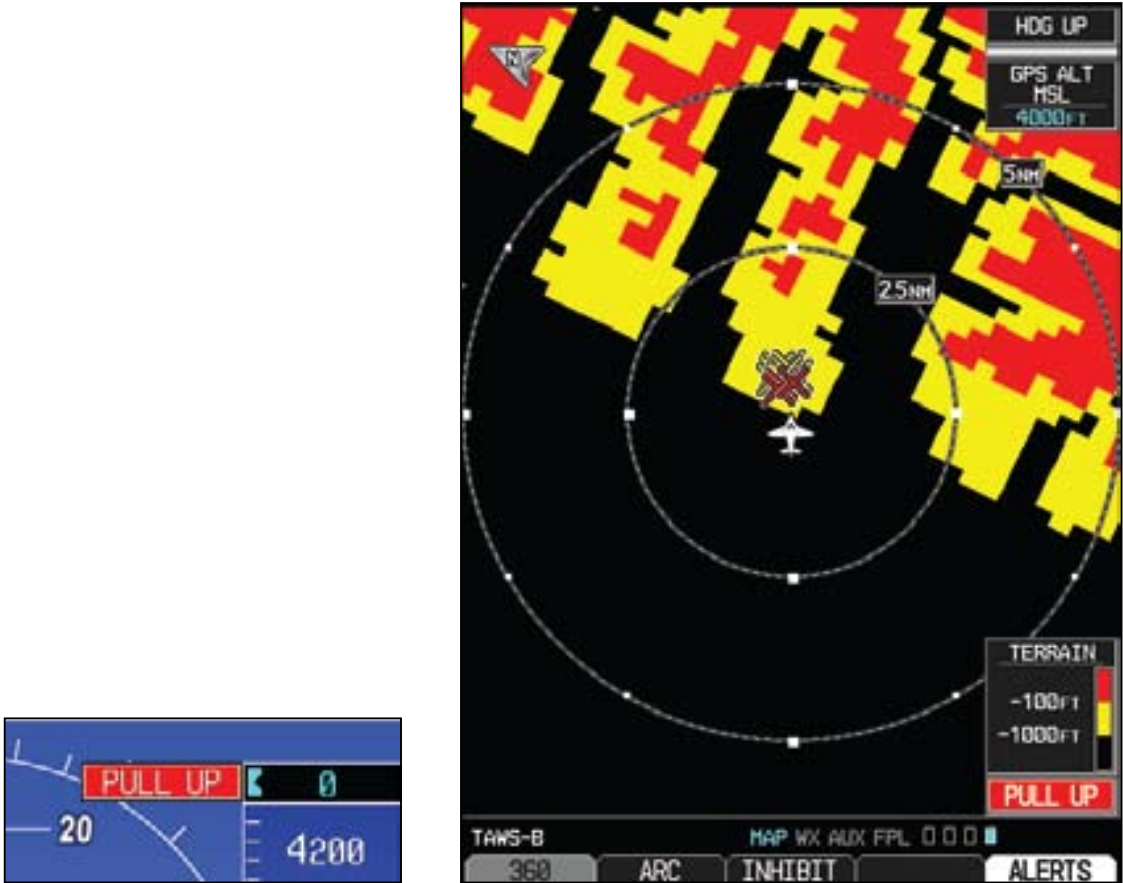 N
HDG UP
GPS ALT
MSL
4000FT
5NM
2.5NM
TERRAIN
-100FT
-1000FT
PULL UP
TAWS-B MAP WX AUX FPL
360 ARC INHIBIT ALERTS
PULL UP 0
20 4200